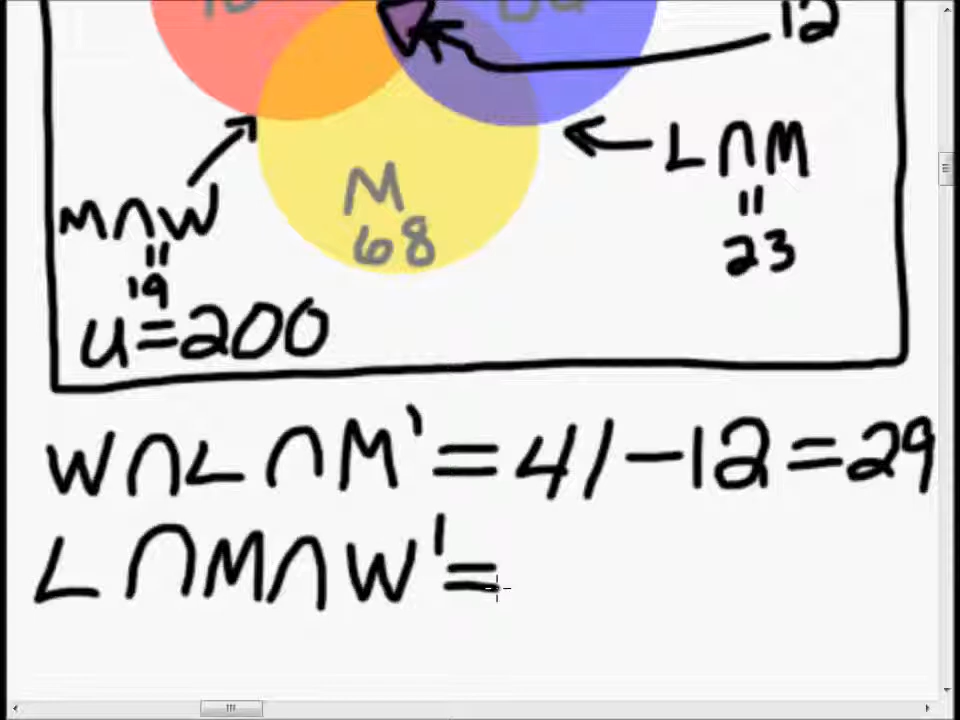 12
L∩M
M
M∩W
=
68
=
23
19
u=200
W∩L∩M'=41-12=29
L∩M∩W'=